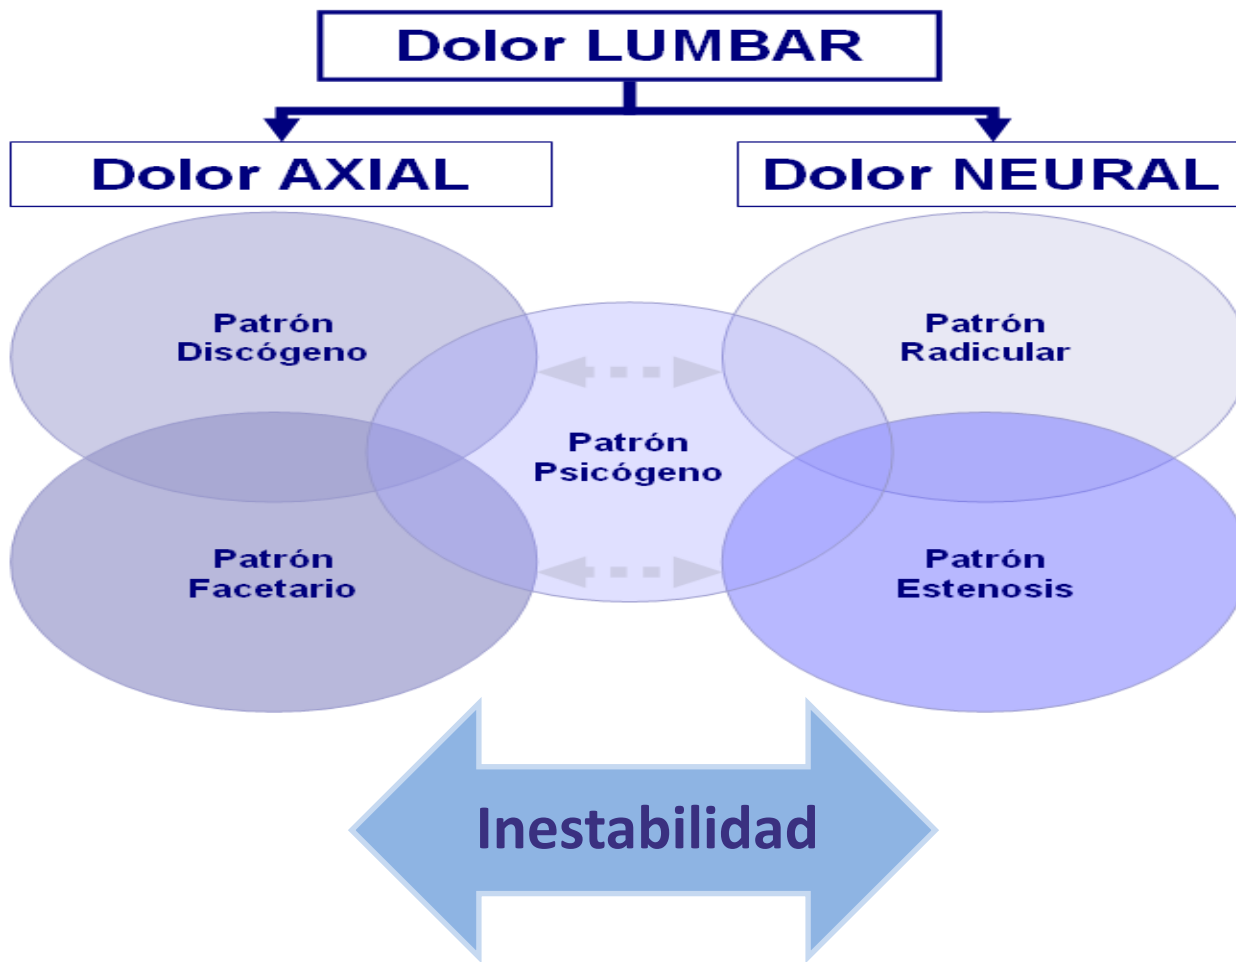 Dolor LUMBAR
Dolor AXIAL
Dolor NEURAL
Patrón
Discógeno
Patrón
Radicular
Patrón
Psicógeno
Patrón
Facetario
Patrón
Estenosis
Inestabilidad